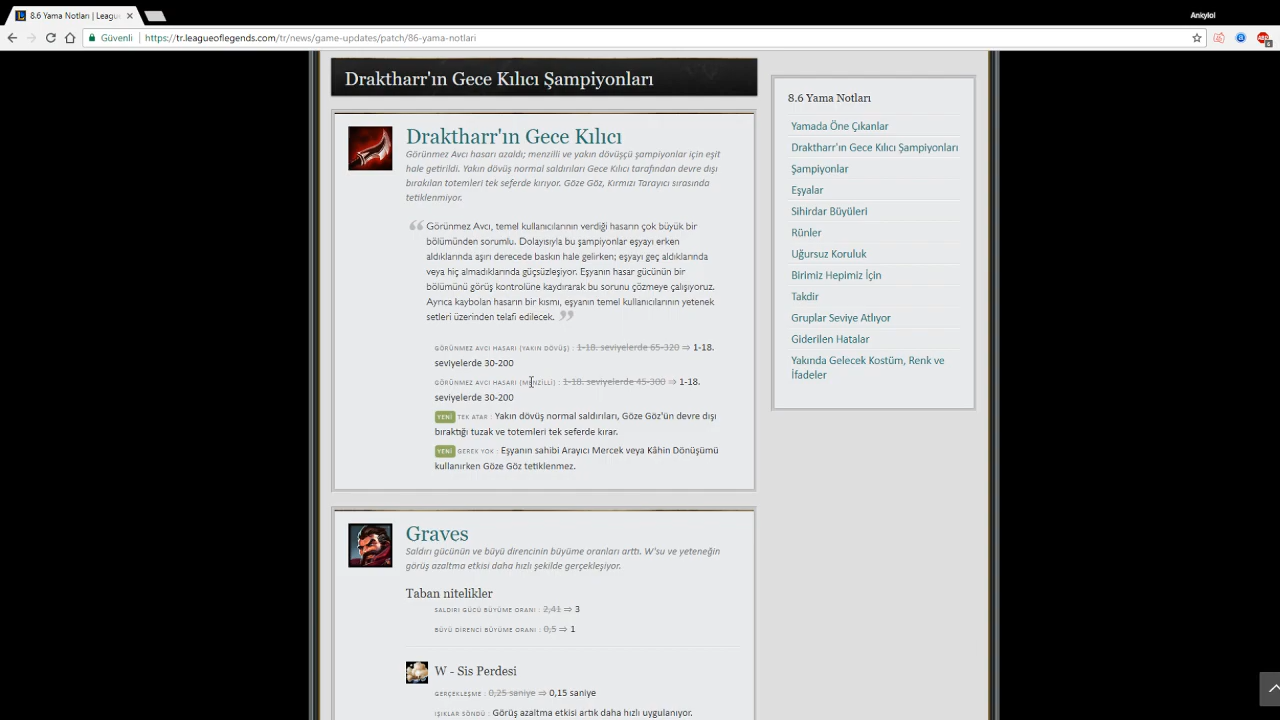 8.6 Yama Notları | Leagu
Anıkylol
Güvenli
https://tr.leagueoflegends.com/tr/news/game-updates/patch/86-yama-notlari
Draktharr'ın Gece Kılıcı Şampiyonları
Draktharr'ın Gece Kılıcı
Görünmez Avcı hasarı azaldı; menzilli ve yakın dövüşçü şampiyonlar için eşit
hale getirildi. Yakın dövüş normal saldırıları Gece Kılıcı tarafından devre dışı
bırakılan totemleri tek seferde kırıyor. Göze Göz, Kırmızı Tarayıcı sırasında
tetiklenmiyor.
Görünmez Avcı, temel kullanıcılarının verdiği hasarın çok büyük bir
bölümünden sorumlu. Dolayısıyla bu şampiyonlar eşyayı erken
aldıklarında aşırı derecede baskın hale gelirken; eşyayı geç aldıklarında
veya hiç almadıklarında güçsüzleşiyor. Eşyanın hasar gücünün bir
bölümünü görüş kontrolüne kaydırarak bu sorunu çözmeye çalışıyoruz.
Ayrıca kaybolan hasarın bir kısmı, eşyanın temel kullanıcılarının yetenek
setleri üzerinden telafi edilecek.
GÖRÜNMEZ AVCI HASARI (YAKIN DÖVÜŞ) : 1-18. seviyelerde 65-320 ⇒ 1-18.
seviyelerde 30-200
GÖRÜNMEZ AVCI HASARI (MENZİLLİ) : 1-18. seviyelerde 45-300 ⇒ 1-18.
seviyelerde 30-200
YENİ TEK ATAR : Yakın dövüş normal saldırıları, Göze Göz'ün devre dışı
bıraktığı tuzak ve totemleri tek seferde kırar.
YENİ GEREK YOK : Eşyanın sahibi Arayıcı Mercek veya Kâhin Dönüşümü
kullanırken Göze Göz tetiklenmez.
Graves
Saldırı gücünün ve büyü direncinin büyüme oranları arttı. W'su ve yeteneğin
görüş azaltma etkisi daha hızlı şekilde gerçekleşiyor.
Taban nitelikler
SALDIRI GÜCÜ BÜYÜME ORANI : 2,41 ⇒ 3
BÜYÜ DİRENCİ BÜYÜME ORANI : 0,5 ⇒ 1
W - Sis Perdesi
GERÇEKLEŞME : 0,25 saniye ⇒ 0,15 saniye
IŞIKLAR SÖNDÜ : Görüş azaltma etkisi artık daha hızlı uygulanıyor.
8.6 Yama Notları
Yamada Öne Çıkanlar
Draktharr'ın Gece Kılıcı Şampiyonları
Şampiyonlar
Eşyalar
Sihirdar Büyüleri
Rünler
Uğursuz Koruluk
Birimiz Hepimiz İçin
Takdir
Gruplar Seviye Atlıyor
Giderilen Hatalar
Yakında Gelecek Kostüm, Renk ve
İfadeler